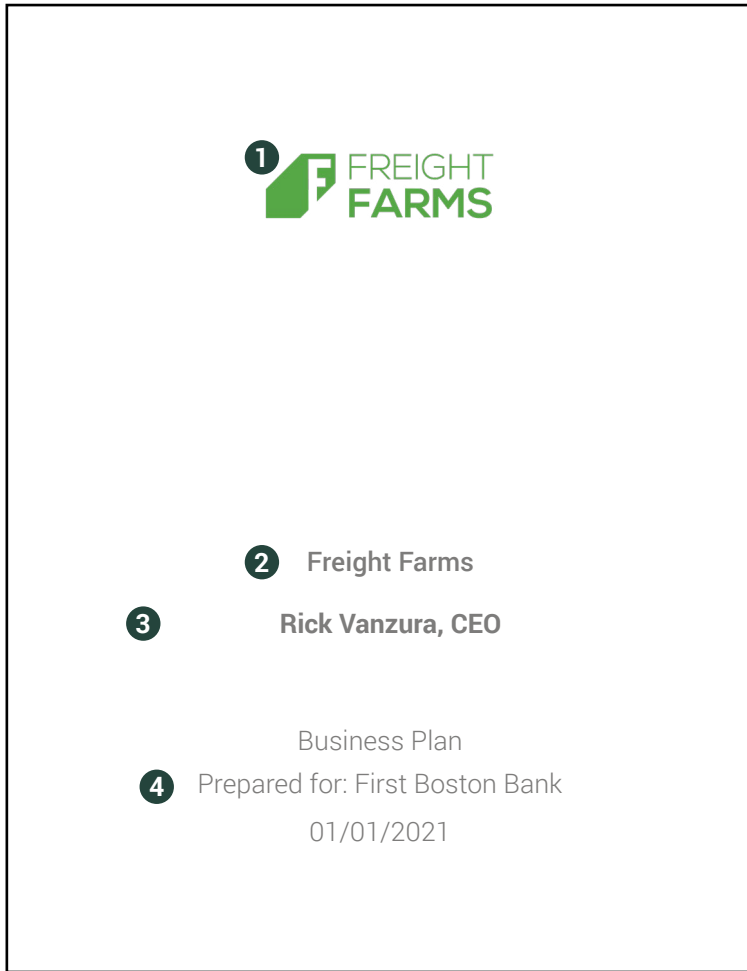 1
F FREIGHT
FARMS
2 Freight Farms
3 Rick Vanzura, CEO
Business Plan
4 Prepared for: First Boston Bank
01/01/2021